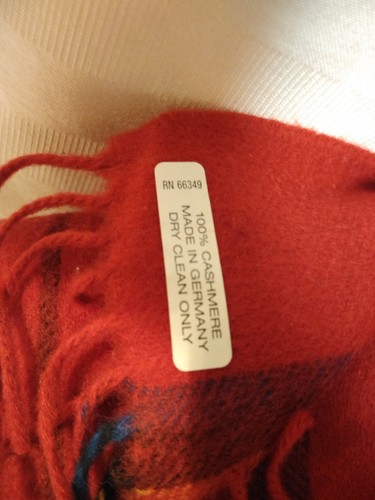 RN 66349
100% CASHMERE
MADE IN GERMANY
DRY CLEAN ONLY